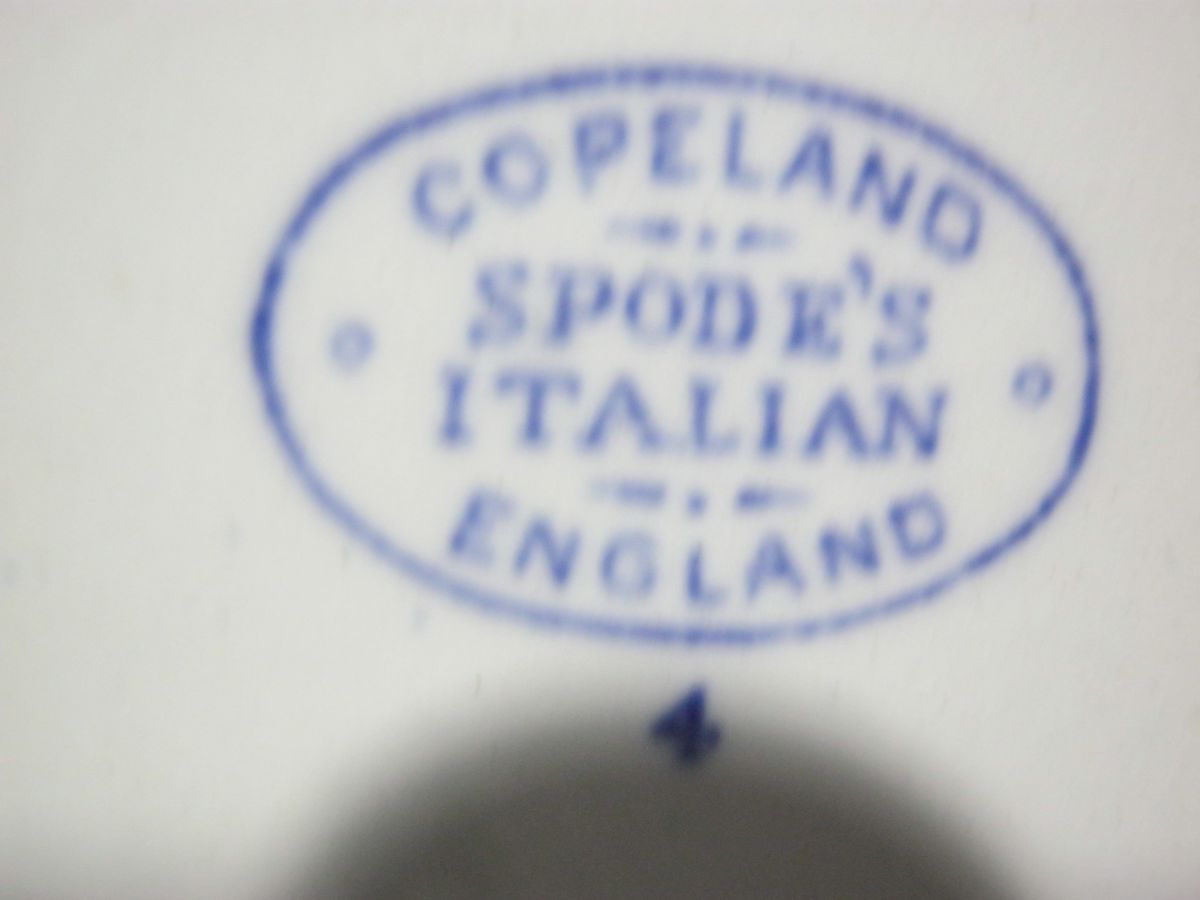 COPELAND
SPODE'S
ITALIAN
ENGLAND
4